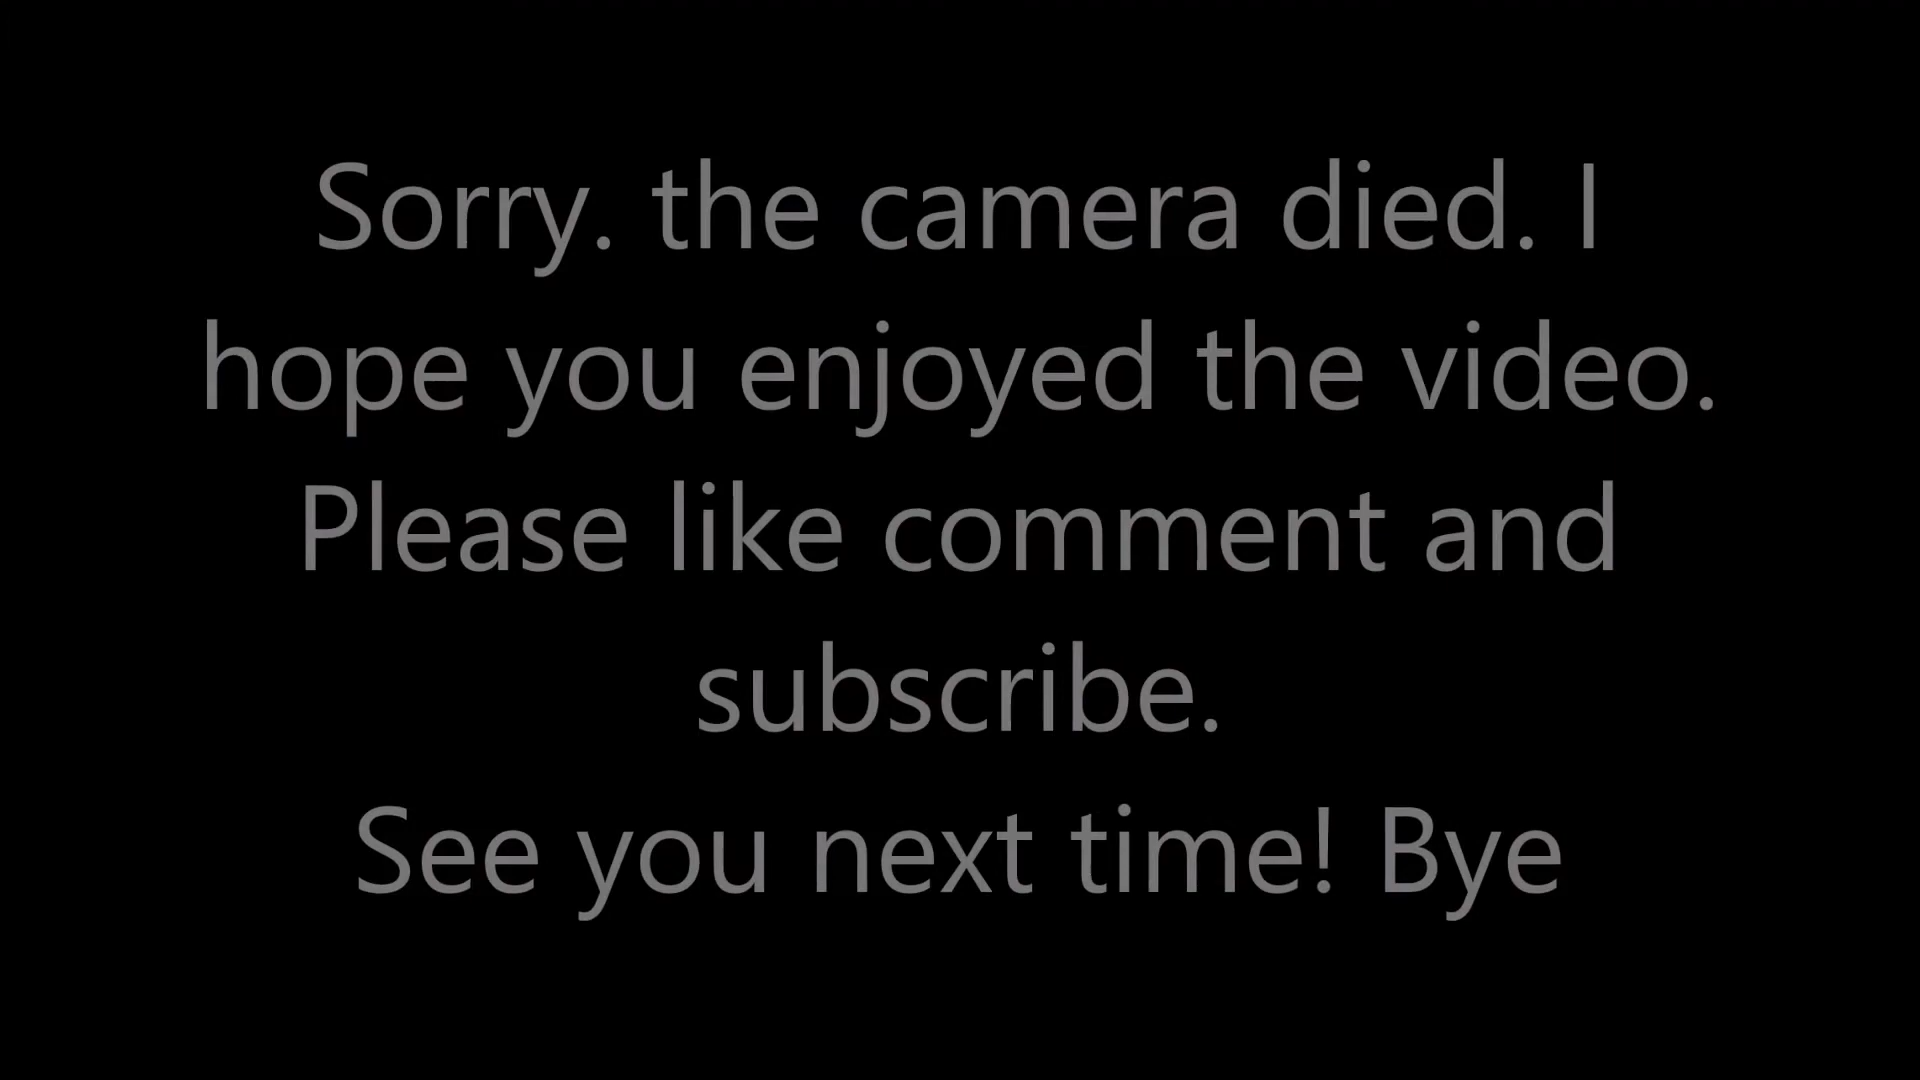 Sorry. the camera died. I
hope you enjoyed the video.
Please like comment and
subscribe.
See you next time! Bye